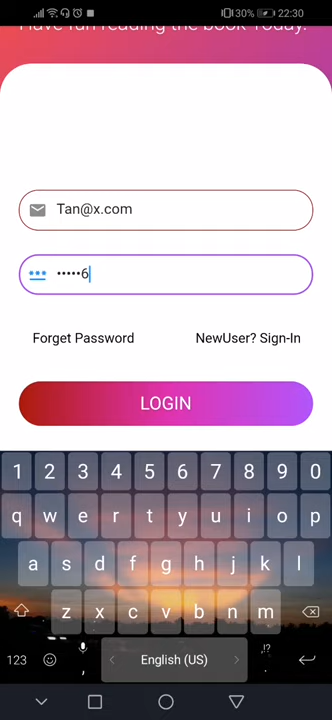 30% 22:30
Have fun reading the book Today.
Tan@x.com
•••••6
Forget Password NewUser? Sign-In
LOGIN
1 2 3 4 5 6 7 8 9 0
q w e r t y u i o p
a s d f g h j k l
z x c v b n m
123 , English (US) .!?